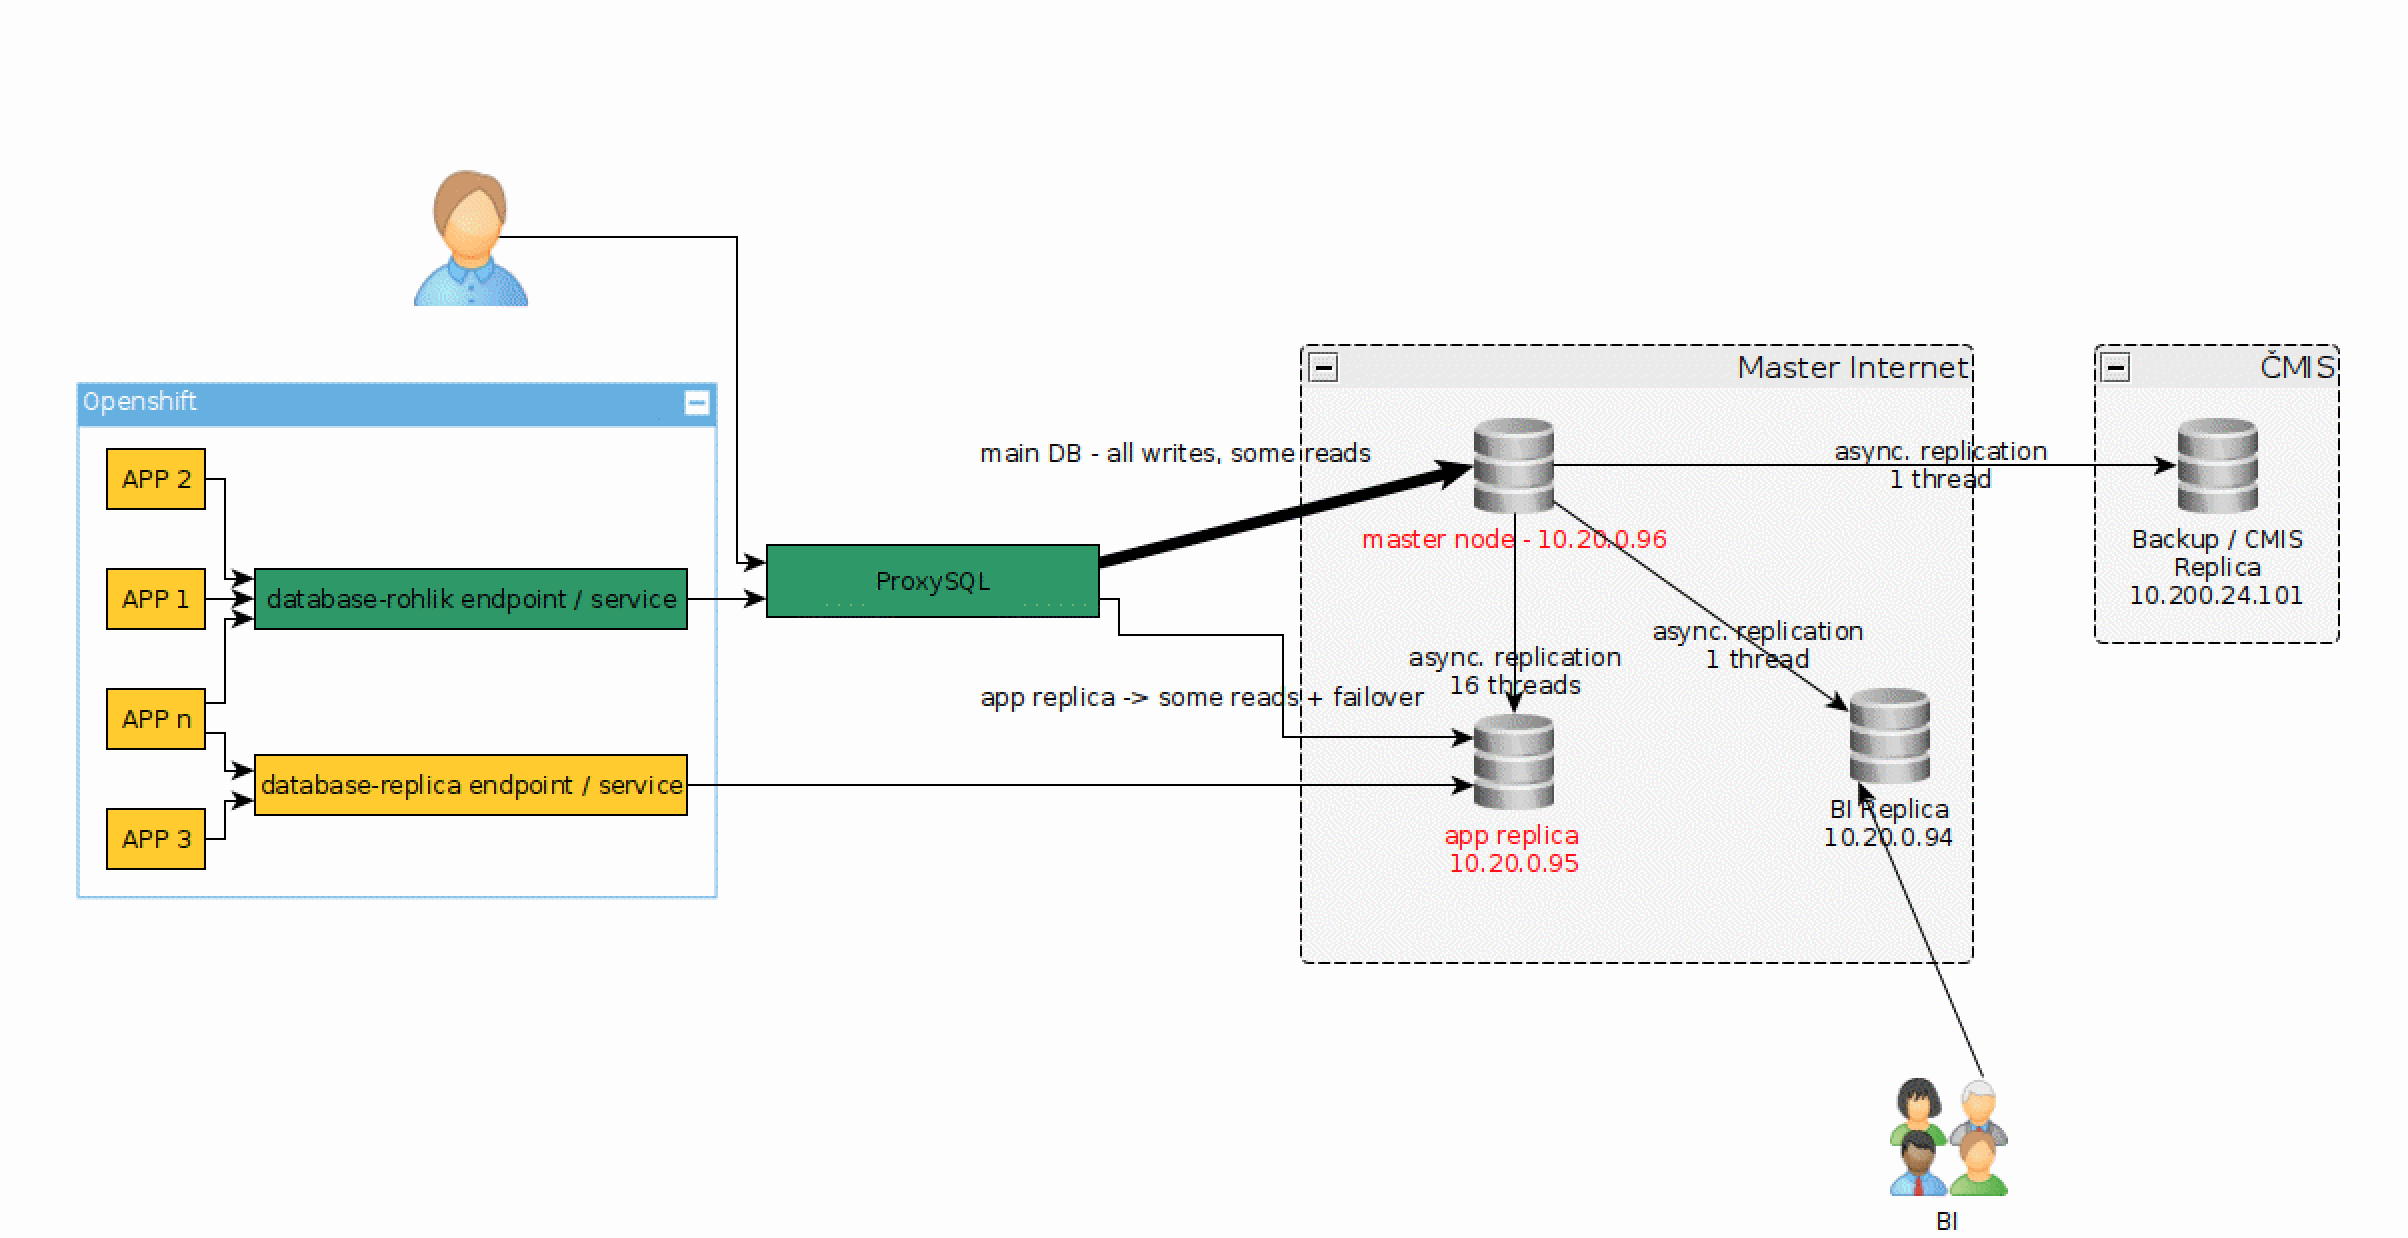 Openshift
APP 2
APP 1
APP n
APP 3
database-rohlik endpoint / service
database-replica endpoint / service
ProxySQL
main DB - all writes, some reads
app replica -> some reads + failover
Master Internet
master node - 10.20.0.96
async. replication
16 threads
async. replication
1 thread
async. replication
1 thread
app replica
10.20.0.95
BI Replica
10.20.0.94
ČMIS
Backup / CMIS
Replica
10.200.24.101
BI